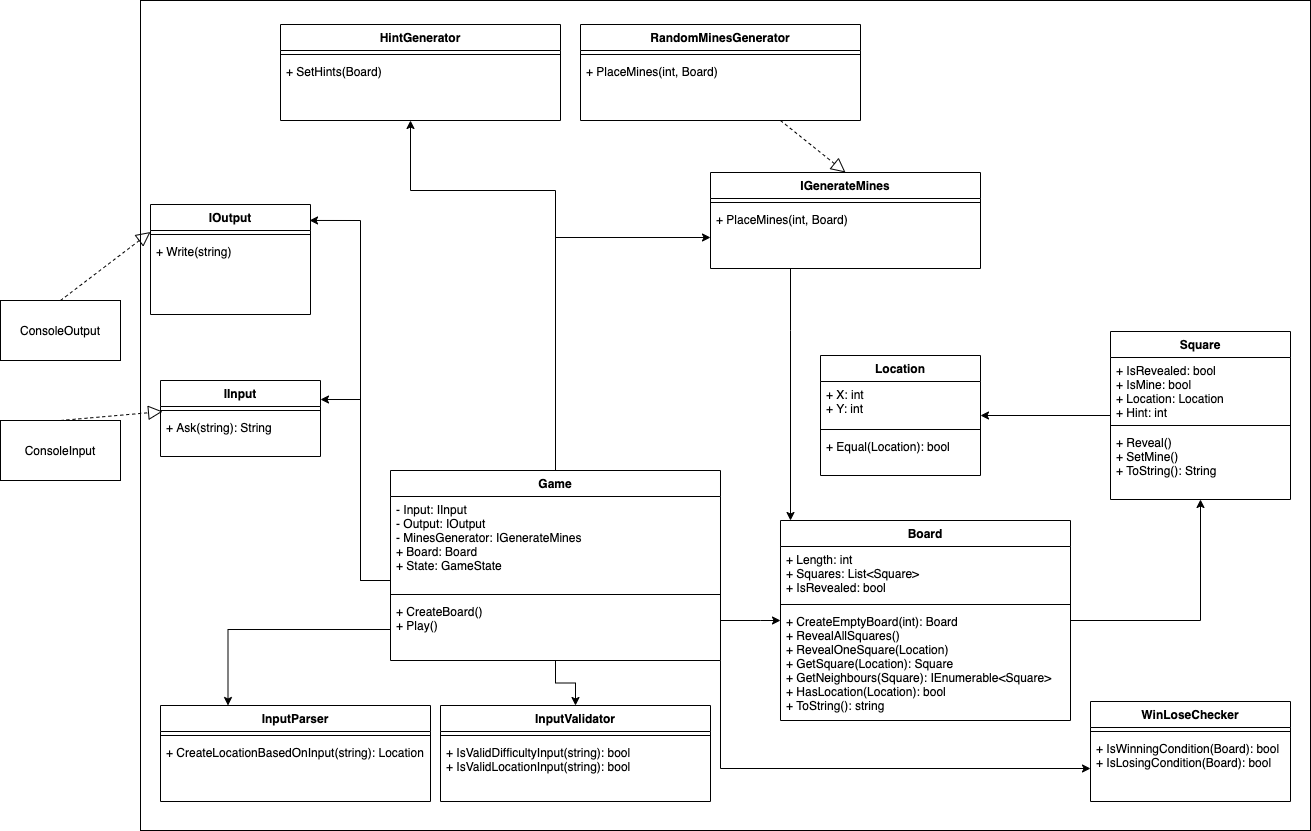 HintGenerator
+ SetHints(Board)
RandomMinesGenerator
+ PlaceMines(int, Board)
IGenerateMines
+ PlaceMines(int, Board)
IOutput
+ Write(string)
ConsoleOutput
IInput
+ Ask(string): String
ConsoleInput
Location
+ X: int
+ Y: int
+ Equal(Location): bool
Square
+ IsRevealed: bool
+ IsMine: bool
+ Location: Location
+ Hint: int
+ Reveal()
+ SetMine()
+ ToString(): String
Game
- Input: IInput
- Output: IOutput
- MinesGenerator: IGenerateMines
+ Board: Board
+ State: GameState
+ CreateBoard()
+ Play()
Board
+ Length: int
+ Squares: List<Square>
+ IsRevealed: bool
+ CreateEmptyBoard(int): Board
+ RevealAllSquares()
+ RevealOneSquare(Location)
+ GetSquare(Location): Square
+ GetNeighbours(Square): IEnumerable<Square>
+ HasLocation(Location): bool
+ ToString(): string
InputParser
+ CreateLocationBasedOnInput(string): Location
InputValidator
+ IsValidDifficultyInput(string): bool
+ IsValidLocationInput(string): bool
WinLoseChecker
+ IsWinningCondition(Board): bool
+ IsLosingCondition(Board): bool